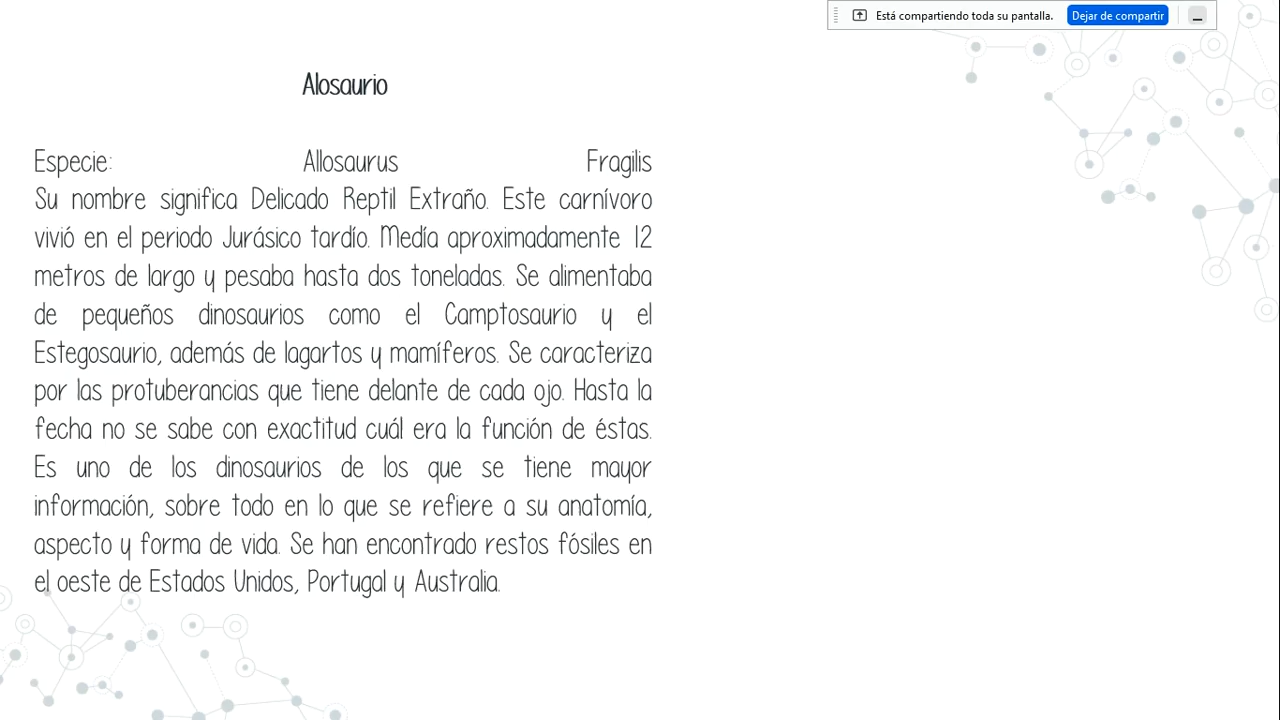 Está compartiendo toda su pantalla. Dejar de compartir
Alosaurio
Especie: Allosaurus Fragilis
Su nombre significa Delicado Reptil Extraño. Este carnívoro
vivió en el periodo Jurásico tardío. Medía aproximadamente 12
metros de largo y pesaba hasta dos toneladas. Se alimentaba
de pequeños dinosaurios como el Camptosaurio y el
Estegosaurio, además de lagartos y mamíferos. Se caracteriza
por las protuberancias que tiene delante de cada ojo. Hasta la
fecha no se sabe con exactitud cuál era la función de éstas.
Es uno de los dinosaurios de los que se tiene mayor
información, sobre todo en lo que se refiere a su anatomía,
aspecto y forma de vida. Se han encontrado restos fósiles en
el oeste de Estados Unidos, Portugal y Australia.